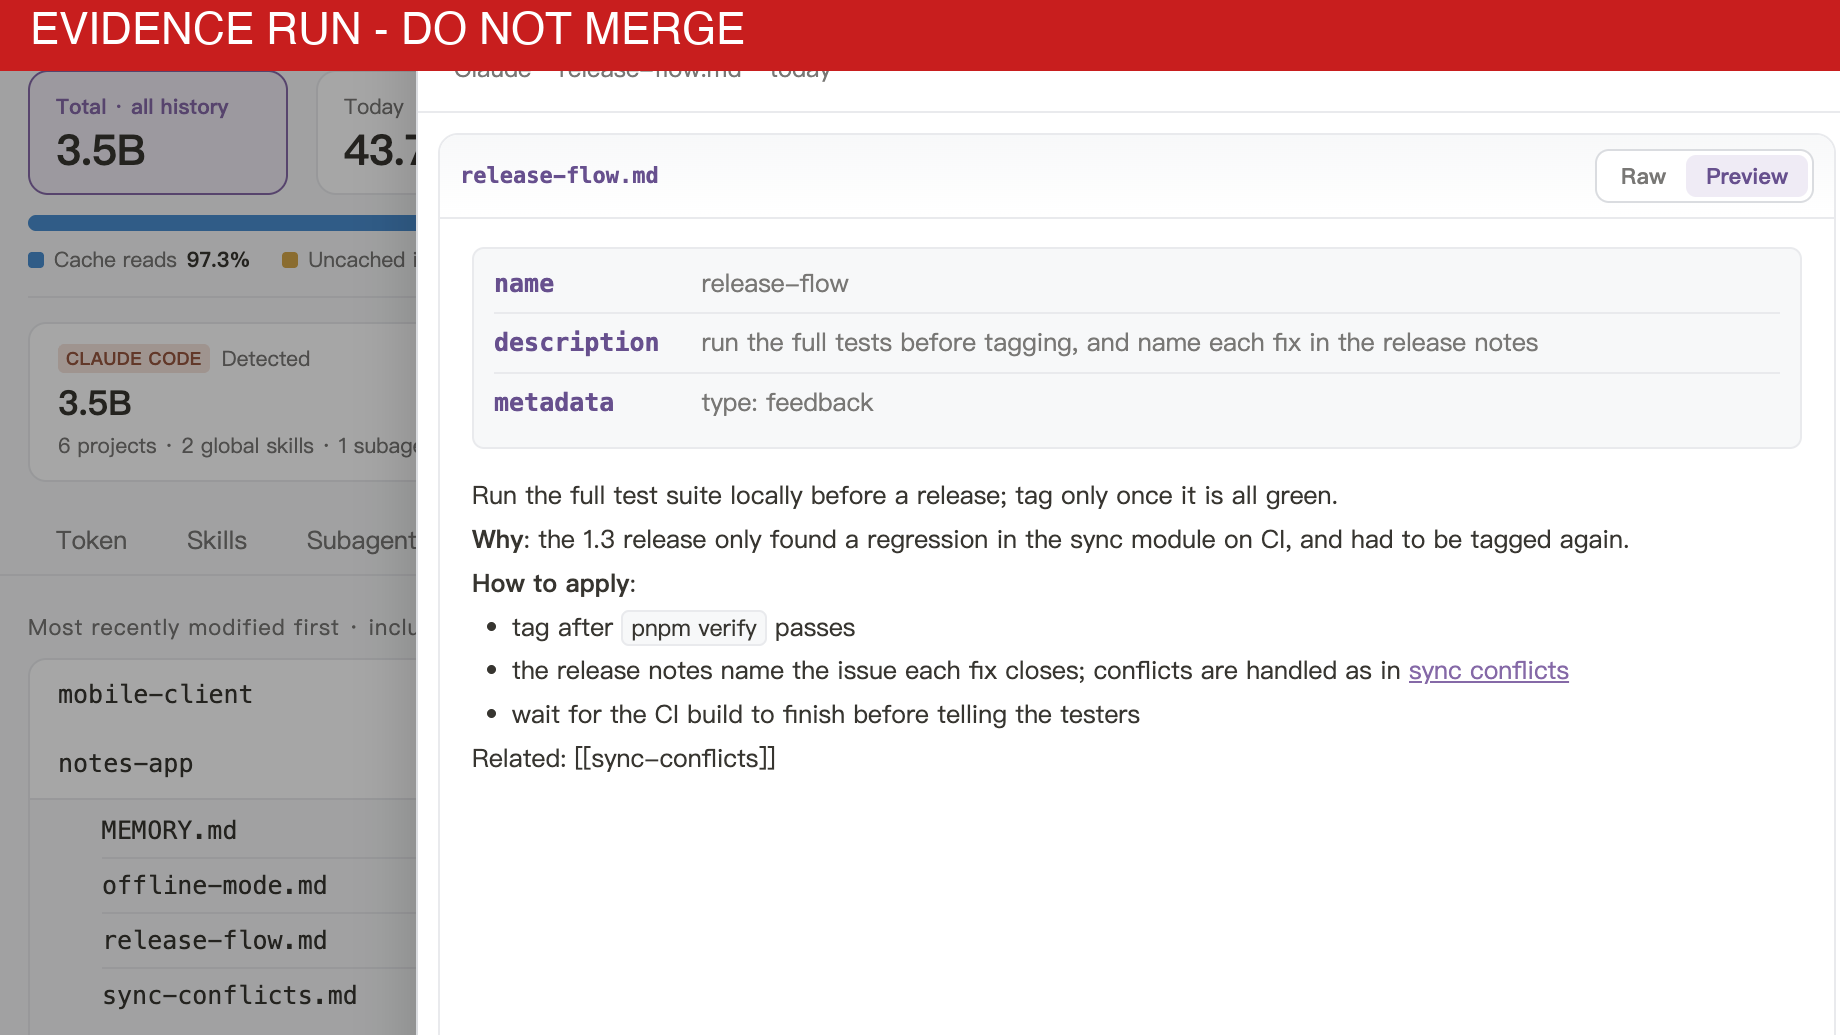 EVIDENCE RUN - DO NOT MERGE
Total · all history
3.5B
Today
43.7
Cache reads 97.3%
Uncached
CLAUDE CODE Detected
3.5B
6 projects · 2 global skills · 1
Token Skills Subagent
Most recently modified first ·
mobile-client
notes-app
MEMORY.md
offline-mode.md
release-flow.md
sync-conflicts.md
release-flow.md
Raw Preview
name release-flow
description run the full tests before tagging, and name each fix in the release notes
metadata type: feedback
Run the full test suite locally before a release; tag only once it is all green.
Why: the 1.3 release only found a regression in the sync module on CI, and had to be tagged again.
How to apply:
• tag after pnpm verify passes
• the release notes name the issue each fix closes; conflicts are handled as in sync conflicts
• wait for the CI build to finish before telling the testers
Related: [[sync-conflicts]]